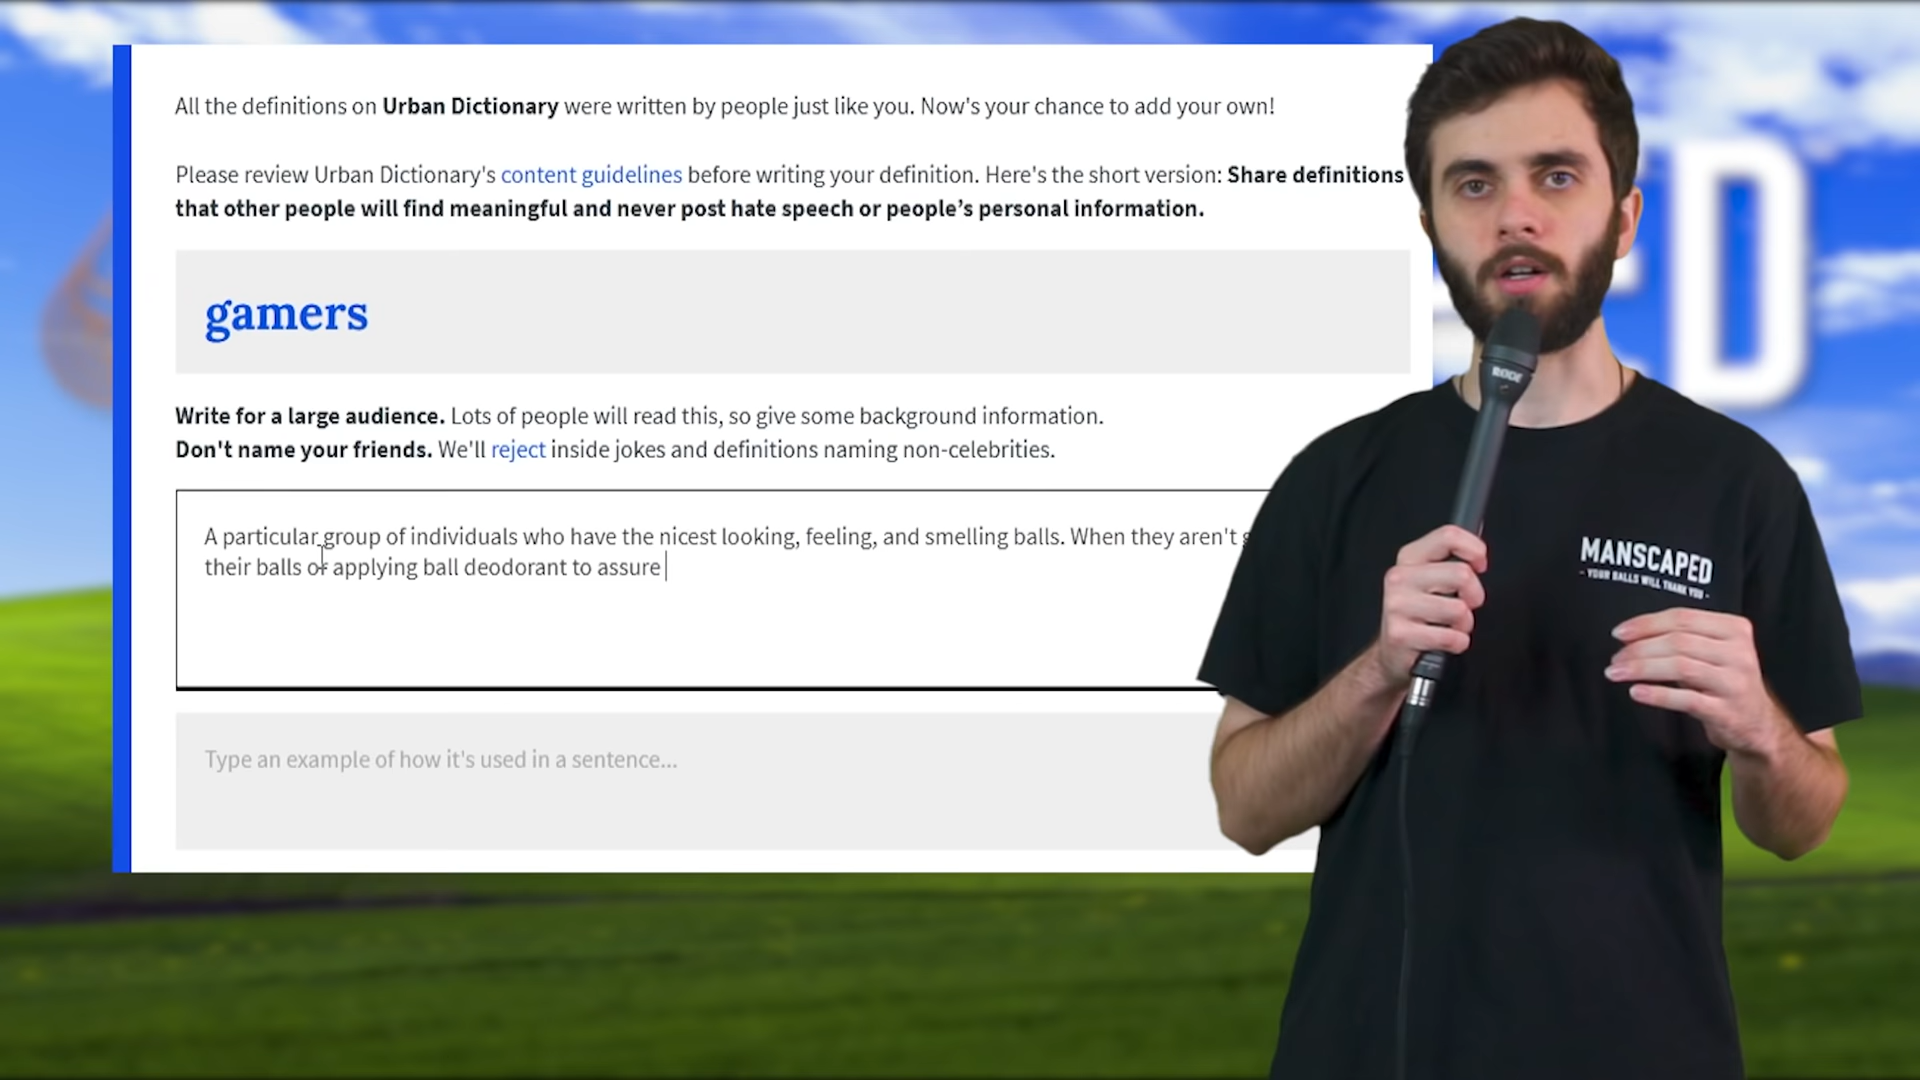 All the definitions on Urban Dictionary were written by people just like you. Now's your chance to add your own!
Please review Urban Dictionary's content guidelines before writing your definition. Here's the short version: Share definitions
that other people will find meaningful and never post hate speech or people's personal information.
gamers
Write for a large audience. Lots of people will read this, so give some background information.
Don't name your friends. We'll reject inside jokes and definitions naming non-celebrities.
A particular group of individuals who have the nicest looking, feeling, and smelling balls. When they aren't
their balls or applying ball deodorant to assure
Type an example of how it's used in a sentence...
RODE
MANSCAPED
- YOUR BALLS WILL THANK YOU -